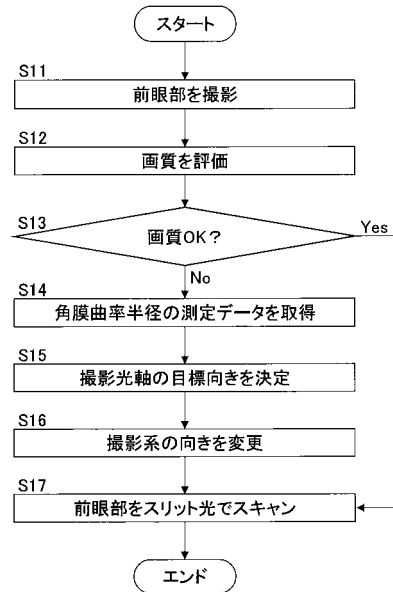 スタート
S11
前眼部を撮影
S12
画質を評価
S13
画質OK?
Yes
No
S14
角膜曲率半径の測定データを取得
S15
撮影光軸の目標向きを決定
S16
撮影系の向きを変更
S17
前眼部をスリット光でスキャン
エンド